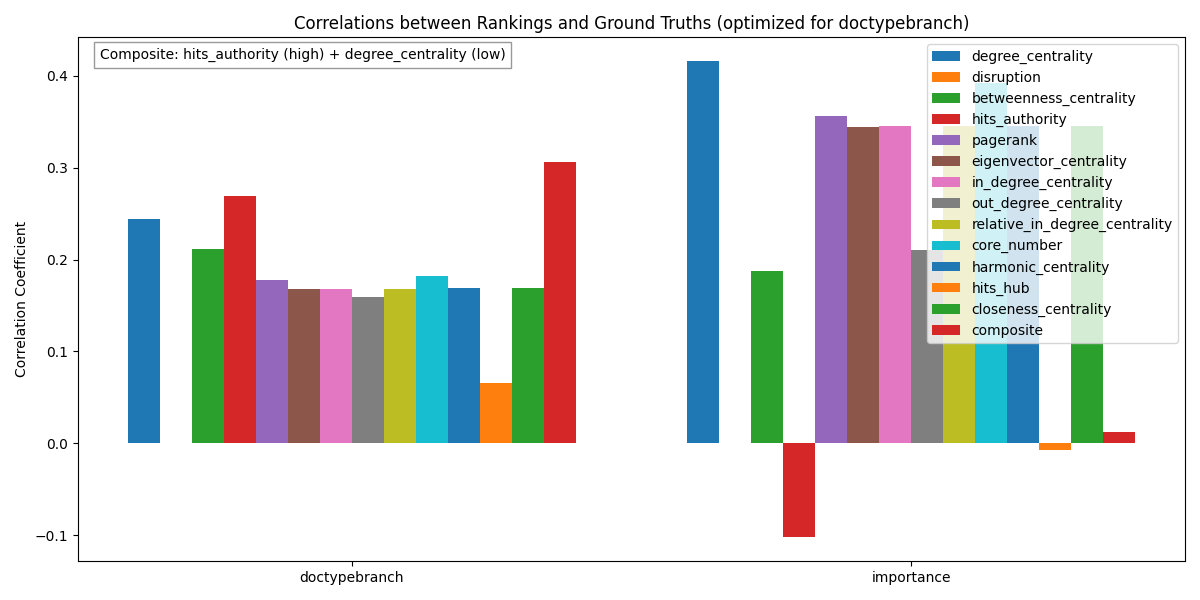 Correlations between Rankings and Ground Truths (optimized for doctypebranch)
Composite: hits_authority (high) + degree_centrality (low)
degree_centrality
disruption
betweenness_centrality
hits_authority
pagerank
eigenvector_centrality
in_degree_centrality
out_degree_centrality
relative_in_degree_centrality
core_number
harmonic_centrality
hits_hub
closeness_centrality
composite
Correlation Coefficient
0.4
0.3
0.2
0.1
0.0
−0.1
doctypebranch
importance